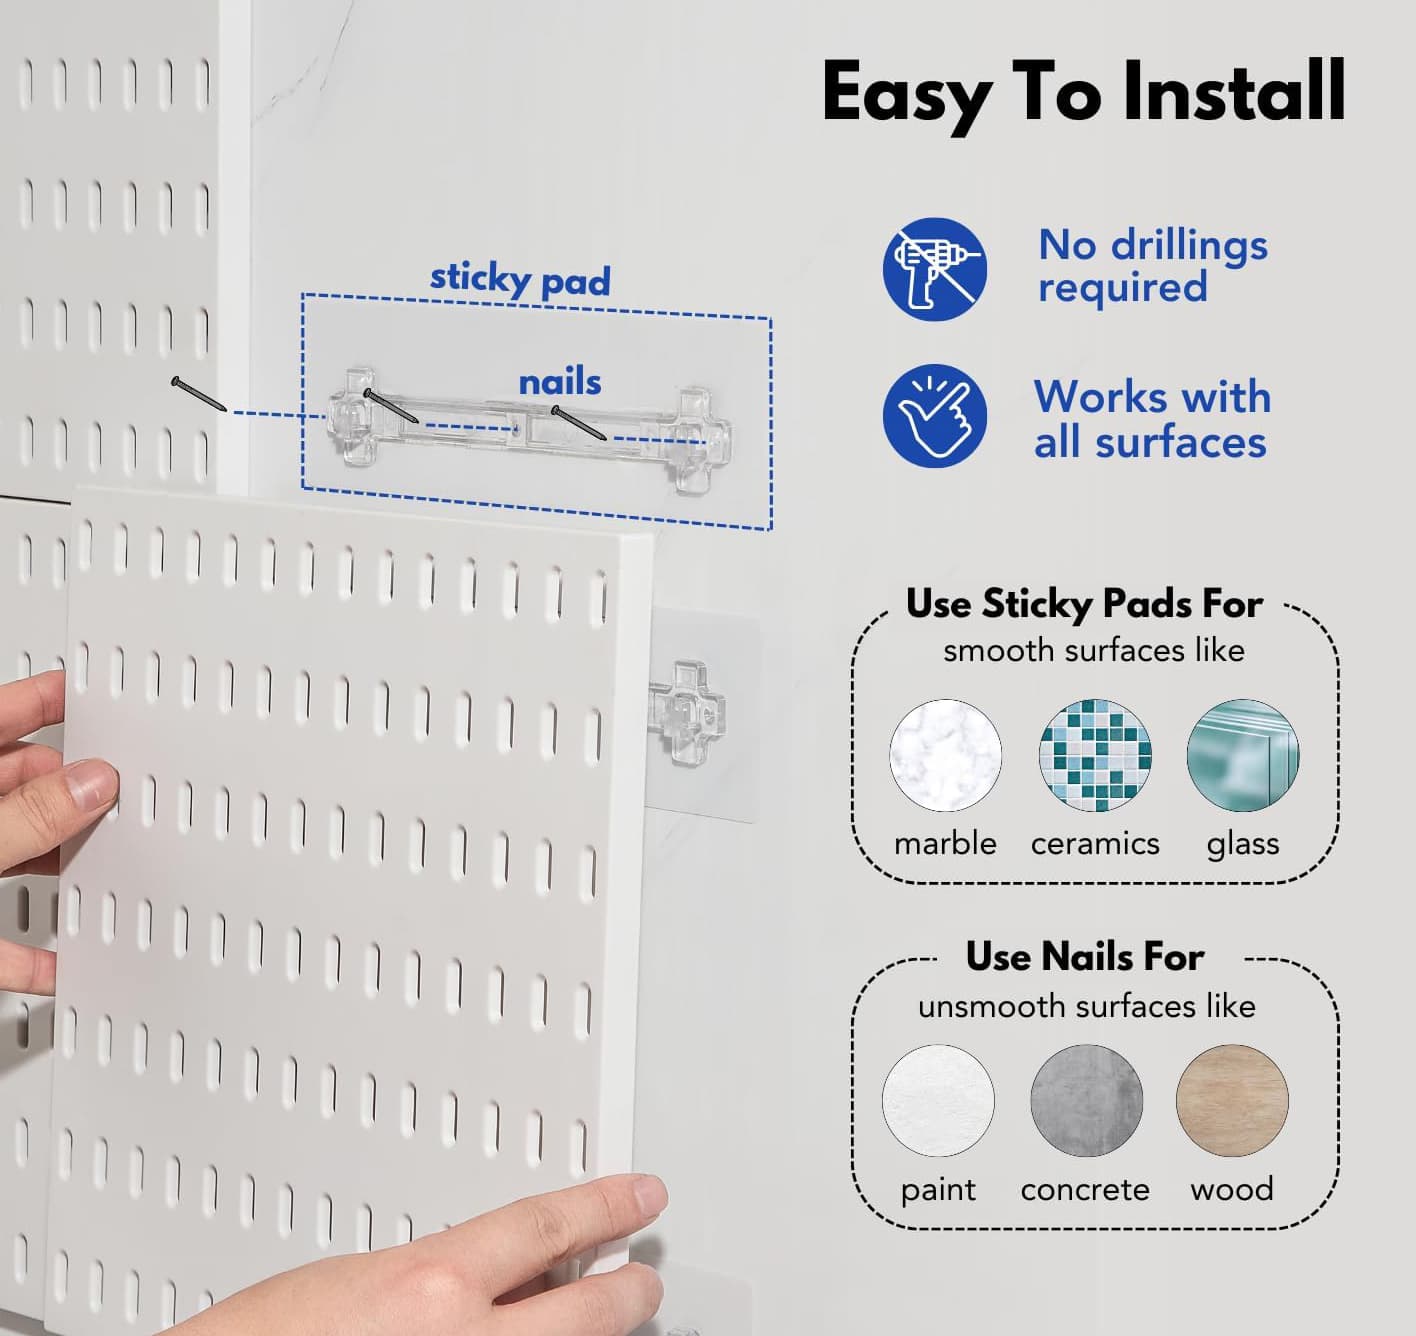 Easy To Install
No drillings
required
Works with
all surfaces
sticky pad
nails
Use Sticky Pads For
smooth surfaces like
marble ceramics glass
Use Nails For
unsmooth surfaces like
paint concrete wood